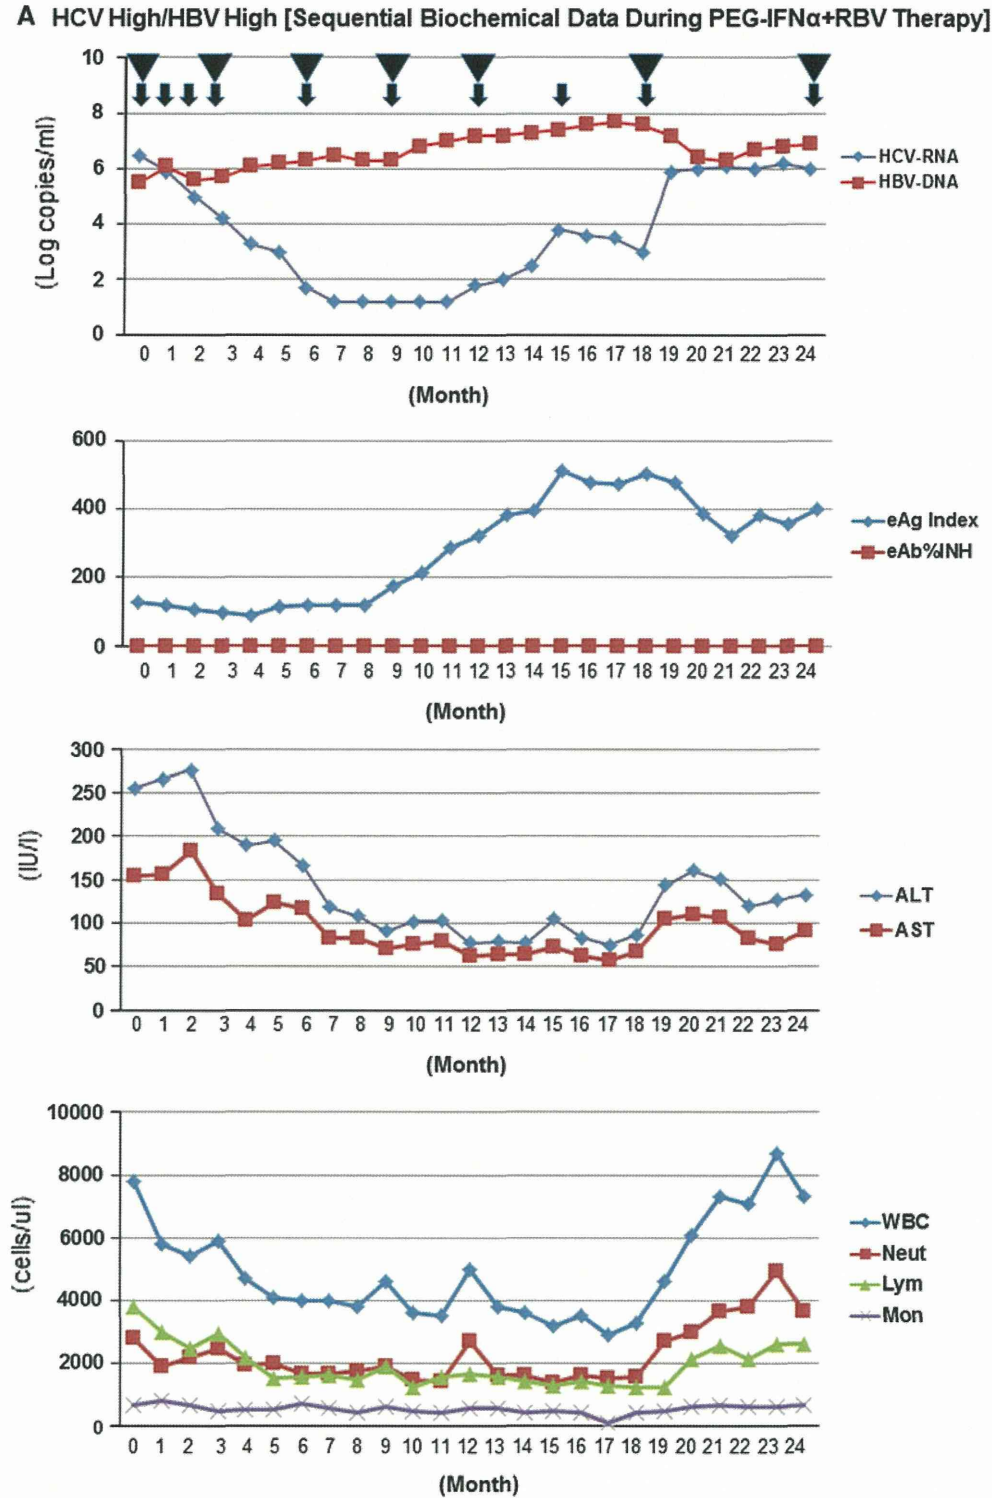 A HCV High/HBV High [Sequential Biochemical Data During PEG-IFNα+RBV Therapy]
10
8
6
4
2
0
(Log copies/ml)
HCV-RNA
HBV-DNA
0 1 2 3 4 5 6 7 8 9 10 11 12 13 14 15 16 17 18 19 20 21 22 23 24
(Month)
600
400
200
0
eAg Index
eAb%INH
0 1 2 3 4 5 6 7 8 9 10 11 12 13 14 15 16 17 18 19 20 21 22 23 24
(Month)
300
250
200
150
100
50
0
(IU/l)
ALT
AST
0 1 2 3 4 5 6 7 8 9 10 11 12 13 14 15 16 17 18 19 20 21 22 23 24
(Month)
10000
8000
6000
4000
2000
0
(cells/ul)
WBC
Neut
Lym
Mon
0 1 2 3 4 5 6 7 8 9 10 11 12 13 14 15 16 17 18 19 20 21 22 23 24
(Month)